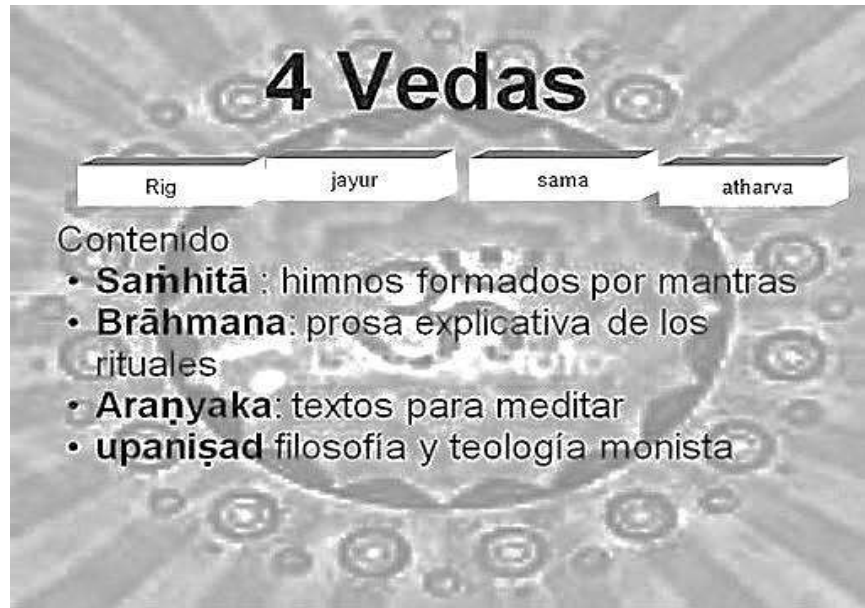 4 Vedas
Rig jayur sama atharva
Contenido
• Saṁhitā : himnos formados por mantras
• Brāhmana: prosa explicativa de los
rituales
• Araṇyaka: textos para meditar
• upaniṣad filosofía y teología monista